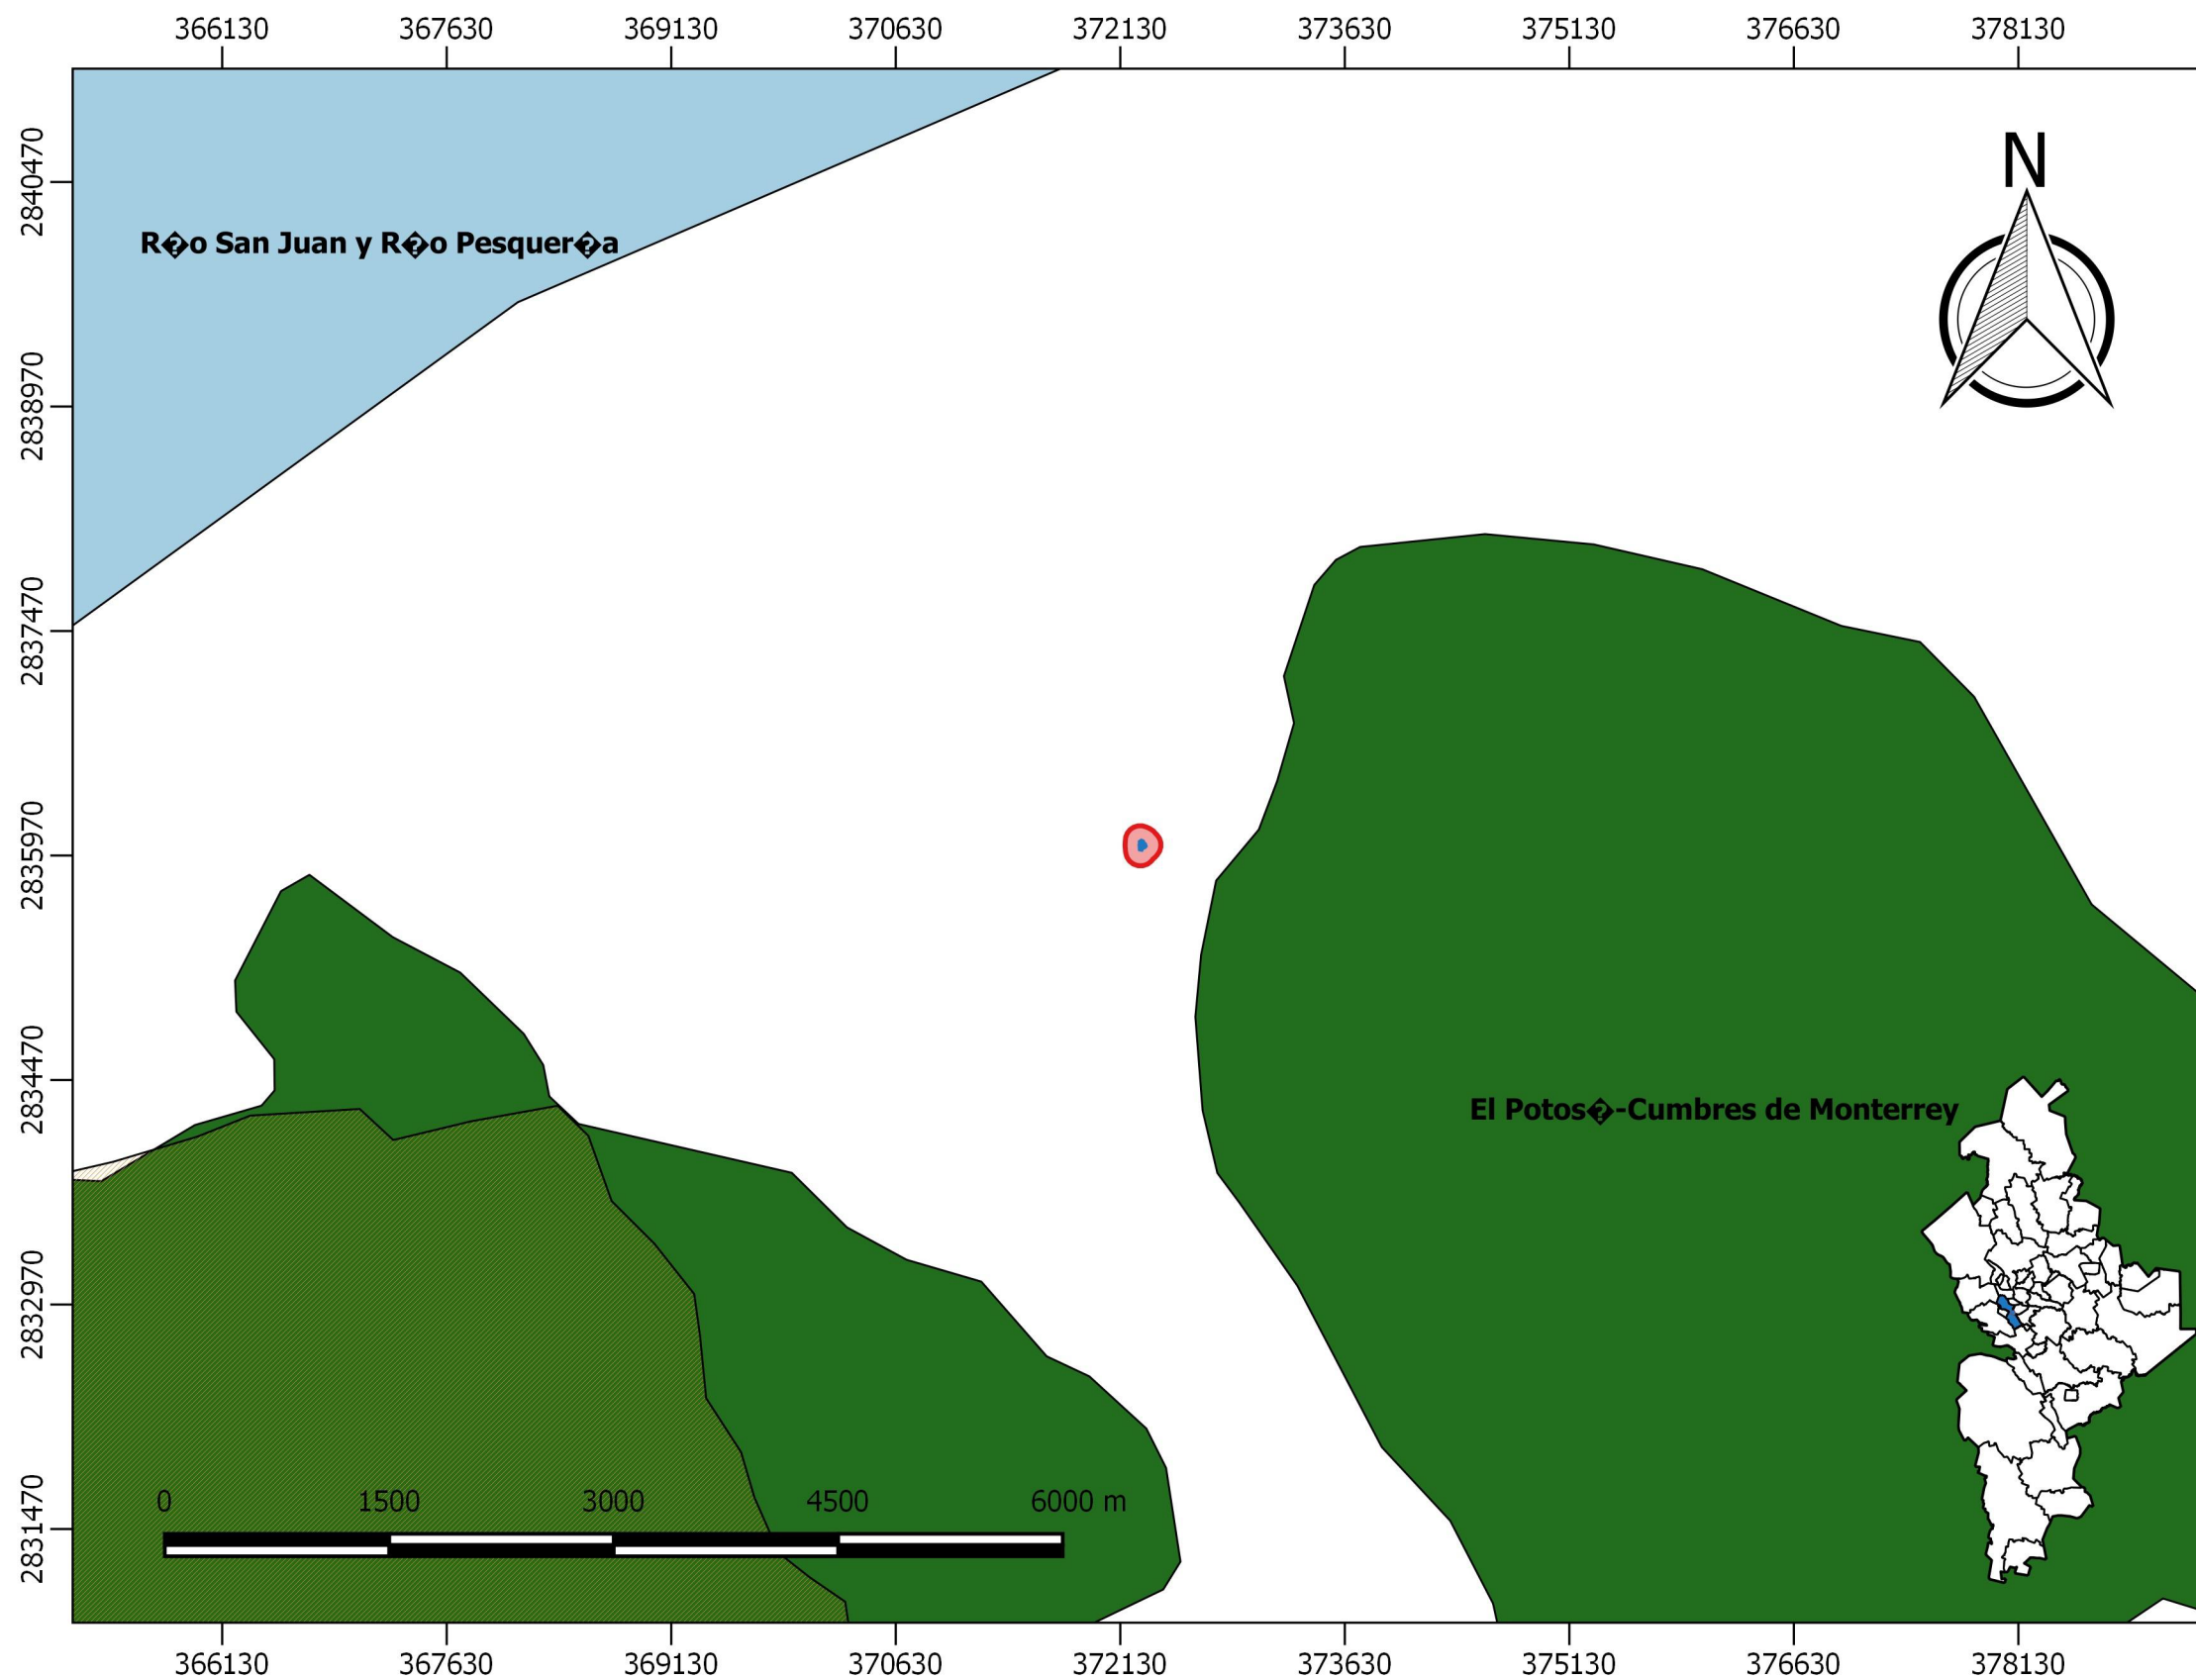 366130 367630 369130 370630 372130 373630 375130 376630 378130
2840470
2838970
2837470
2835970
2834470
2832970
2831470
N
R�o San Juan y R�o Pesquer�a
El Potos�-Cumbres de Monterrey
0 1500 3000 4500 6000 m
366130 367630 369130 370630 372130 373630 375130 376630 378130